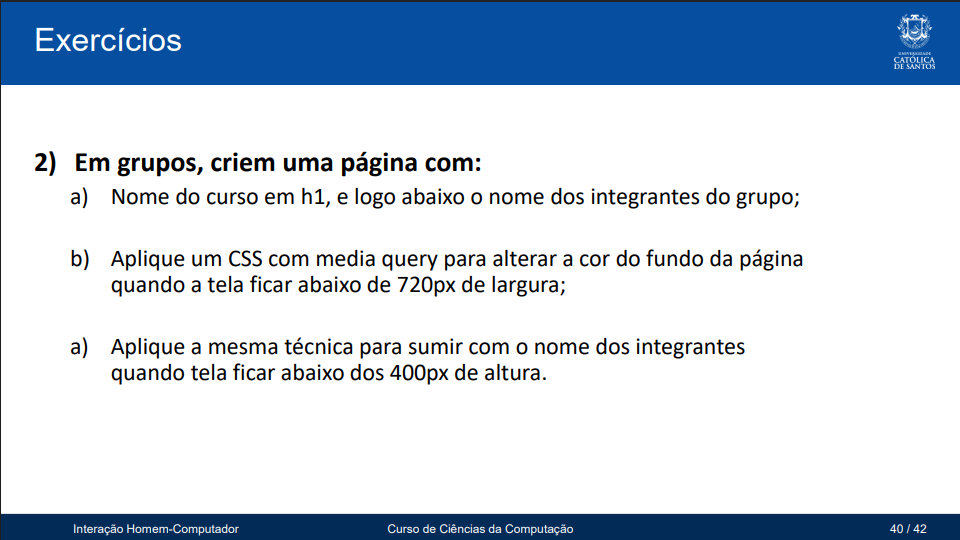 Exercícios
UNIVERSIDADE
CATÓLICA
DE SANTOS
2) Em grupos, criem uma página com:
a) Nome do curso em h1, e logo abaixo o nome dos integrantes do grupo;
b) Aplique um CSS com media query para alterar a cor do fundo da página
quando a tela ficar abaixo de 720px de largura;
a) Aplique a mesma técnica para sumir com o nome dos integrantes
quando tela ficar abaixo dos 400px de altura.
Interação Homem-Computador
Curso de Ciências da Computação
40 / 42